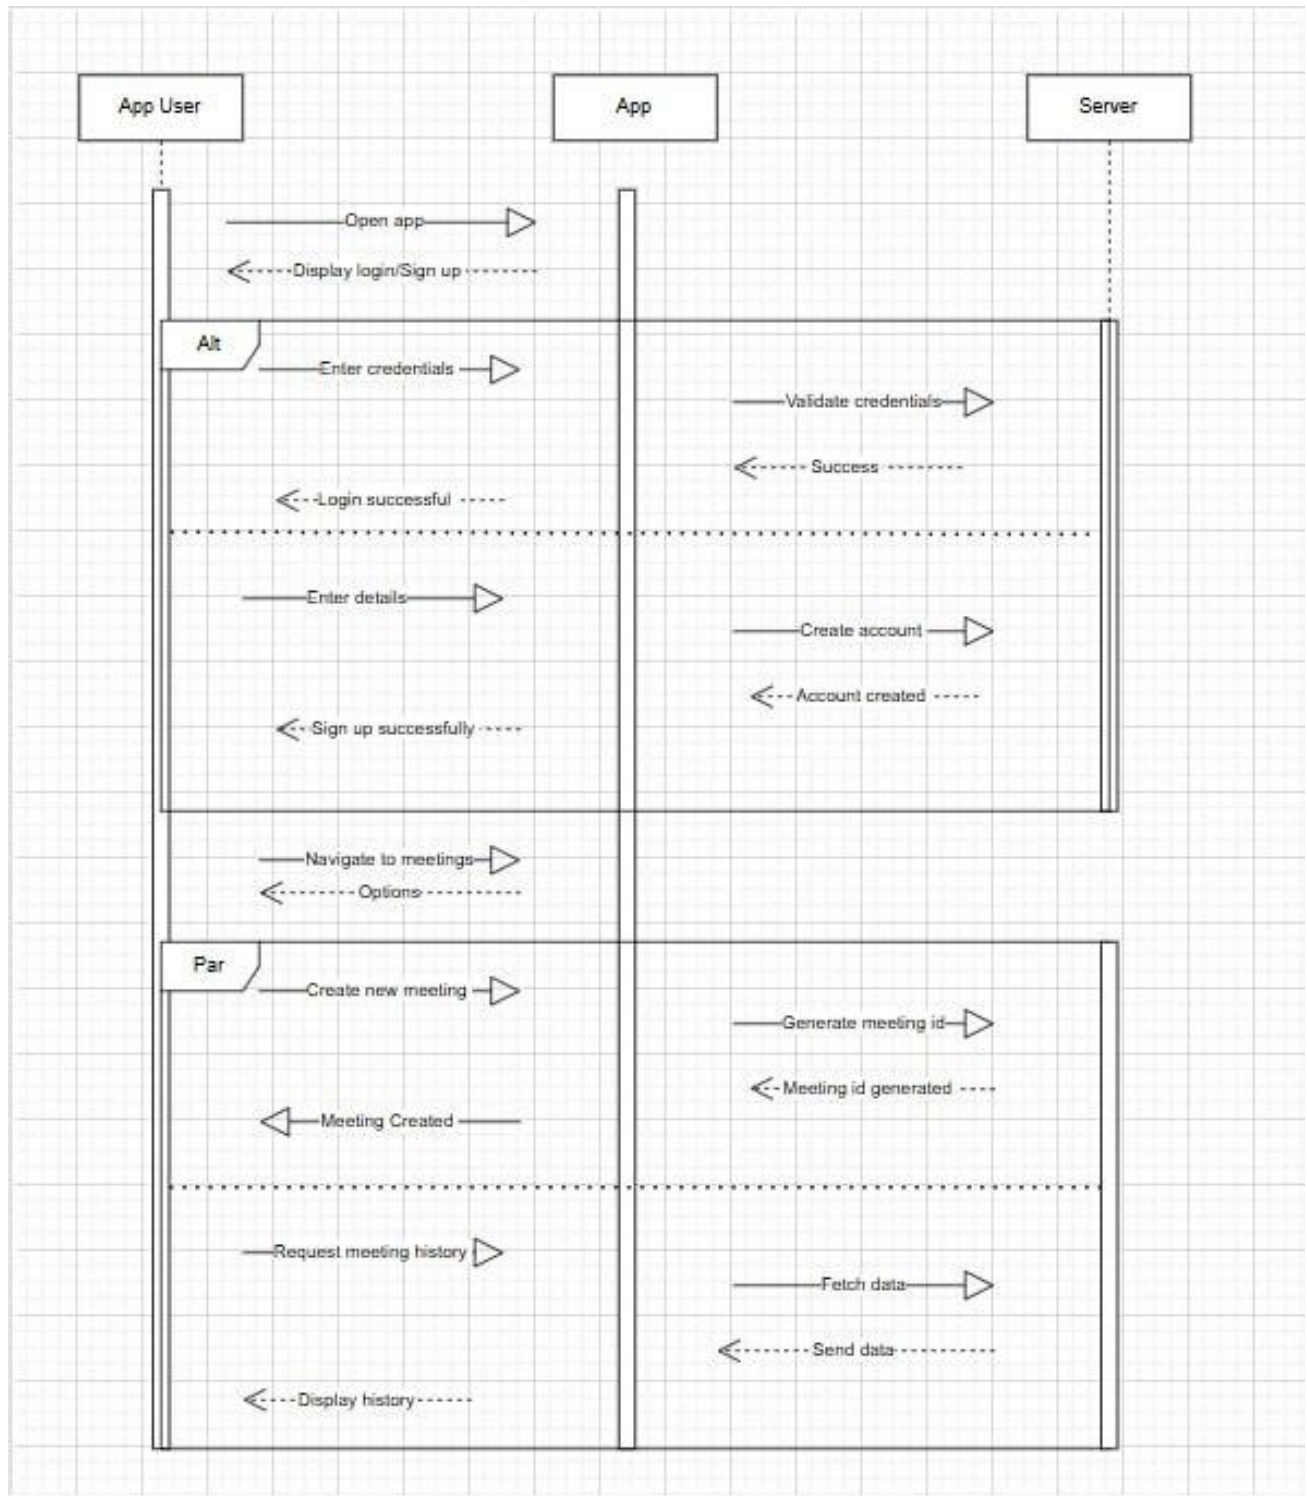 App User
App
Server
Open app
Display login/Sign up
Alt
Enter credentials
Validate credentials
Success
Login successful
Enter details
Create account
Account created
Sign up successfully
Navigate to meetings
Options
Par
Create new meeting
Generate meeting id
Meeting id generated
Meeting Created
Request meeting history
Fetch data
Send data
Display history